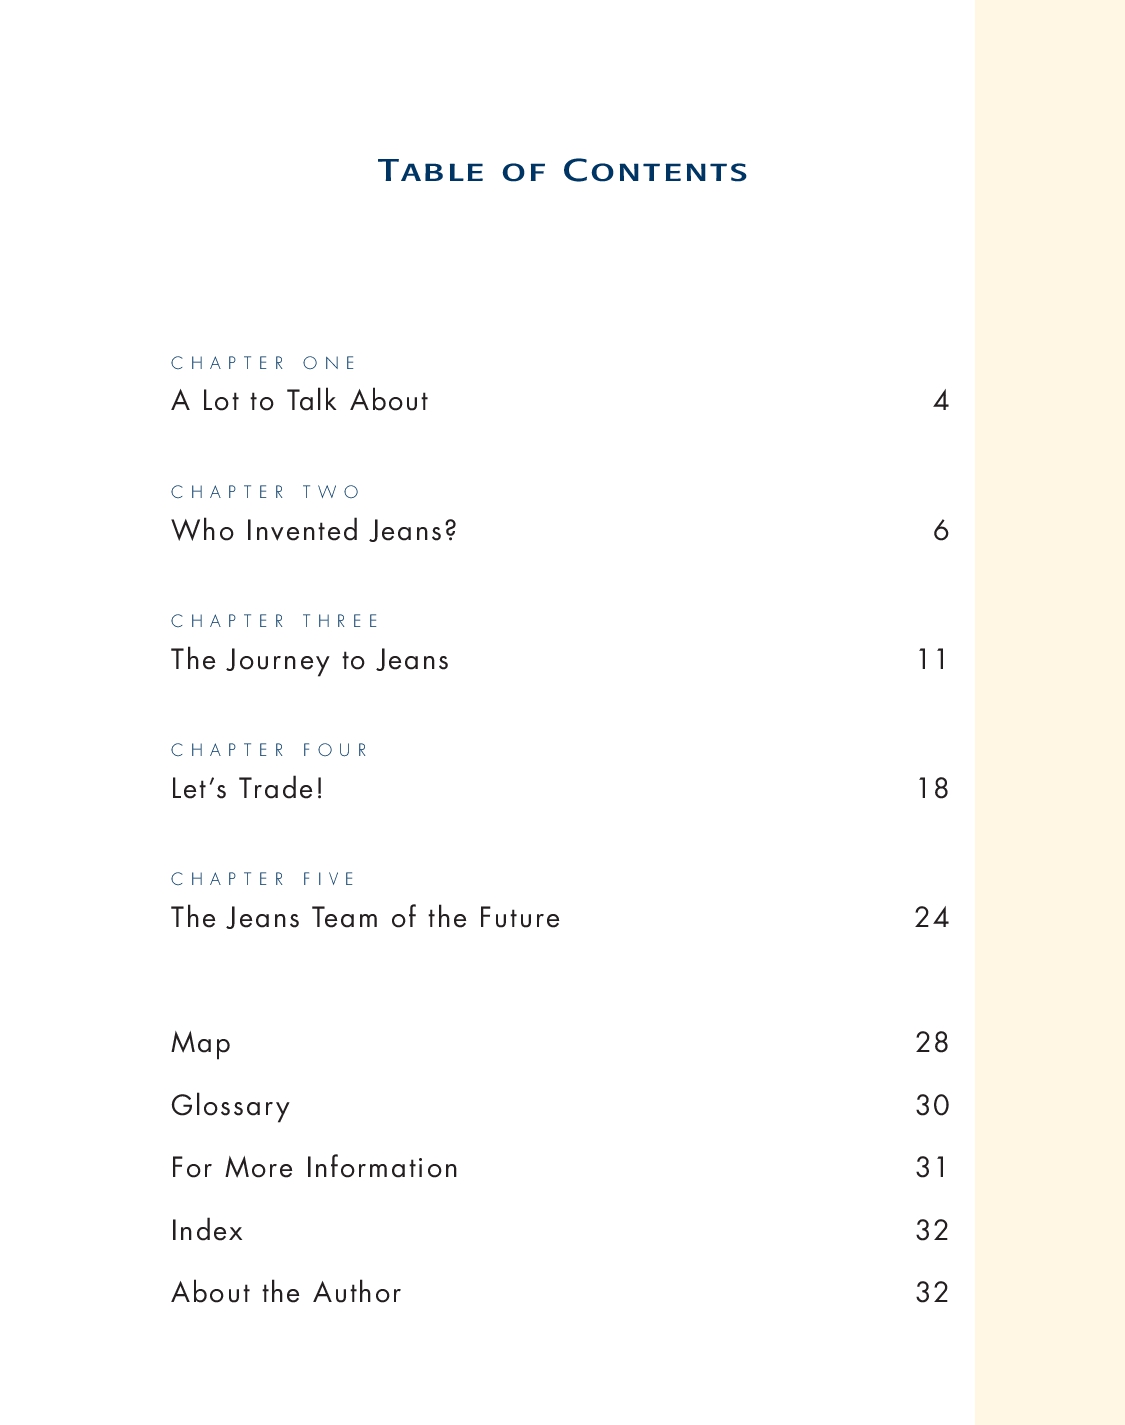 Table of Contents
CHAPTER ONE
A Lot to Talk About 4
CHAPTER TWO
Who Invented Jeans? 6
CHAPTER THREE
The Journey to Jeans 11
CHAPTER FOUR
Let’s Trade! 18
CHAPTER FIVE
The Jeans Team of the Future 24
Map 28
Glossary 30
For More Information 31
Index 32
About the Author 32